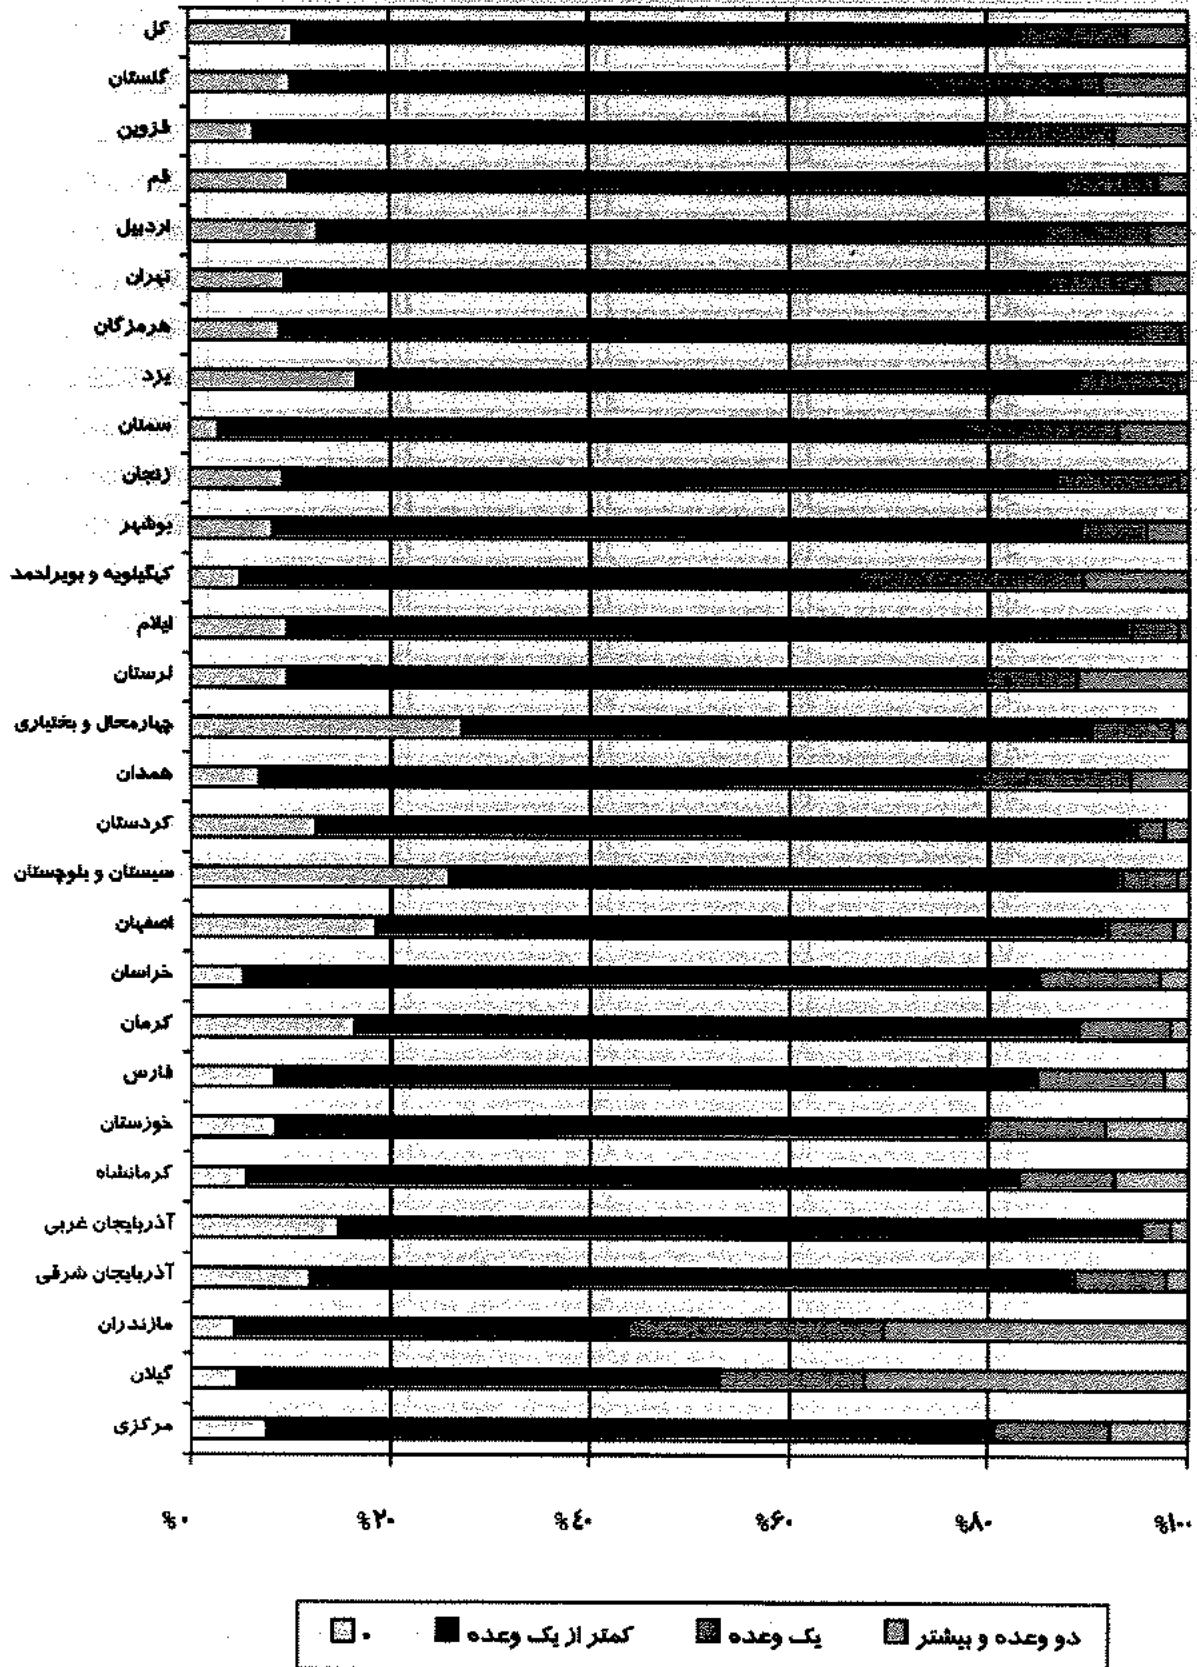 کل
گلستان
قزوین
قم
اردبیل
تهران
هرمزگان
یزد
سمنان
زنجان
بوشهر
کهگیلویه و بویراحمد
ایلام
لرستان
چهارمحال و بختیاری
همدان
کردستان
سیستان و بلوچستان
اصفهان
خراسان
کرمان
فارس
خوزستان
کرمانشاه
آذربایجان غربی
آذربایجان شرقی
مازندران
گیلان
مرکزی
%۰ %۲۰ %٤۰ %۶۰ %۸۰ %۱۰۰
۰ کمتر از یک وعده یک وعده دو وعده و بیشتر